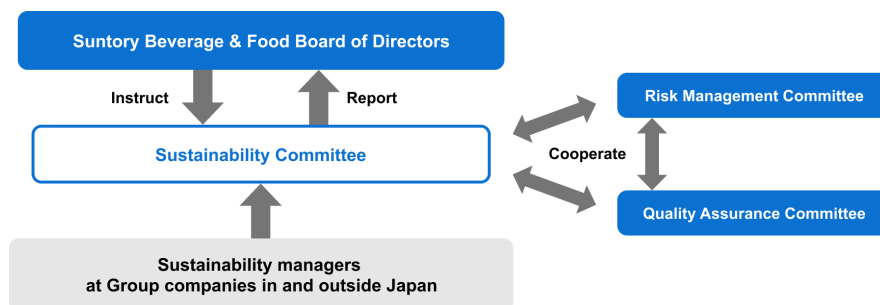 Suntory Beverage & Food Board of Directors
Instruct
Report
Risk Management Committee
Sustainability Committee
Cooperate
Quality Assurance Committee
Sustainability managers
at Group companies in and outside Japan